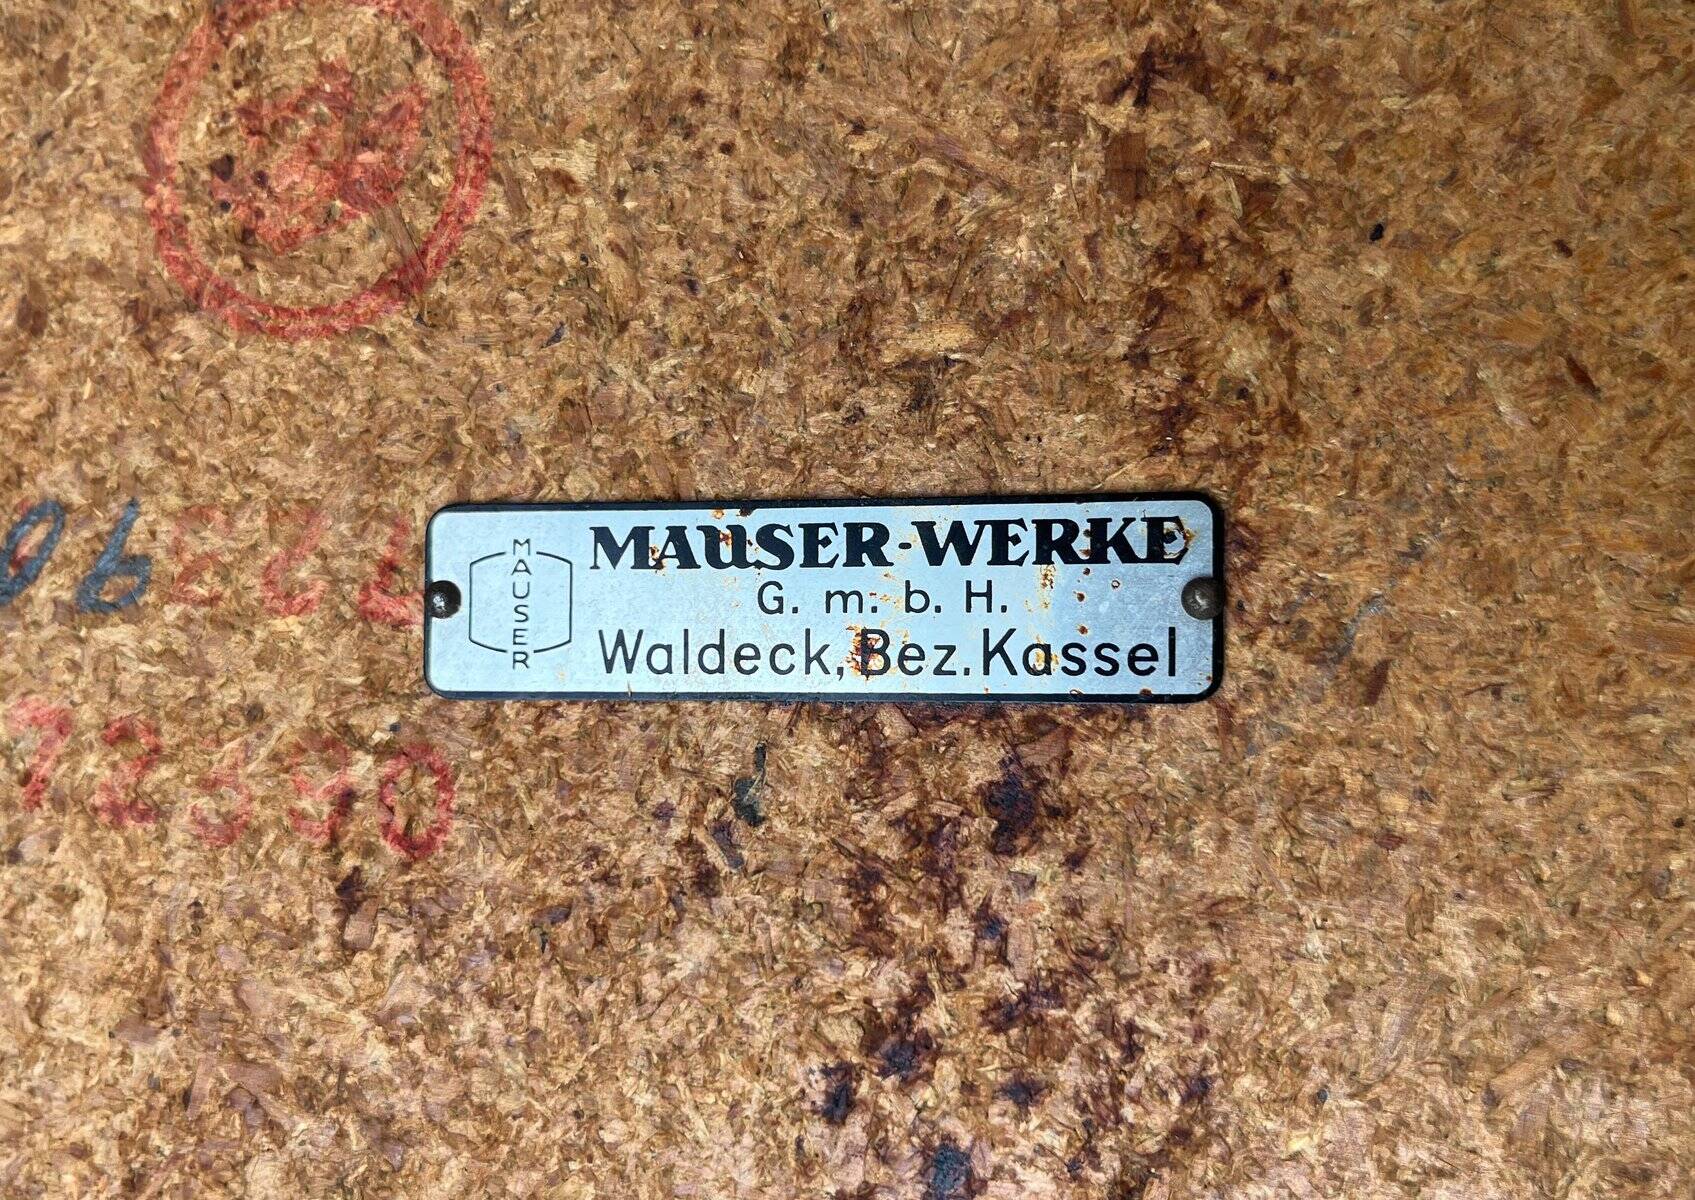 MAUSER
MAUSER-WERKE
G. m. b. H.
Waldeck, Bez. Kassel